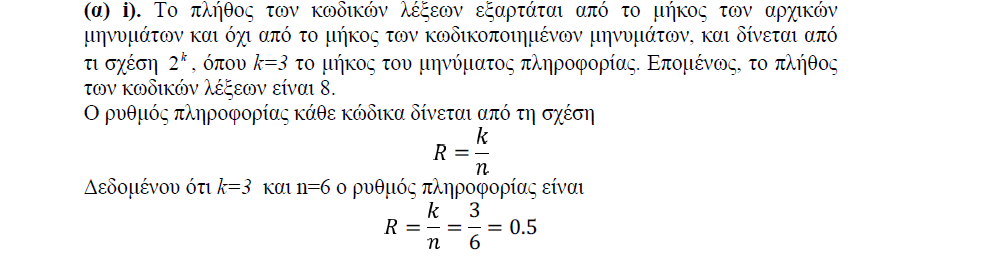 (α) i). Το πλήθος των κωδικών λέξεων εξαρτάται από το μήκος των αρχικών
μηνυμάτων και όχι από το μήκος των κωδικοποιημένων μηνυμάτων, και δίνεται από
τι σχέση 2^k, όπου k=3 το μήκος του μηνύματος πληροφορίας. Επομένως, το πλήθος
των κωδικών λέξεων είναι 8.
Ο ρυθμός πληροφορίας κάθε κώδικα δίνεται από τη σχέση
R = k/n
Δεδομένου ότι k=3 και n=6 ο ρυθμός πληροφορίας είναι
R = k/n = 3/6 = 0.5